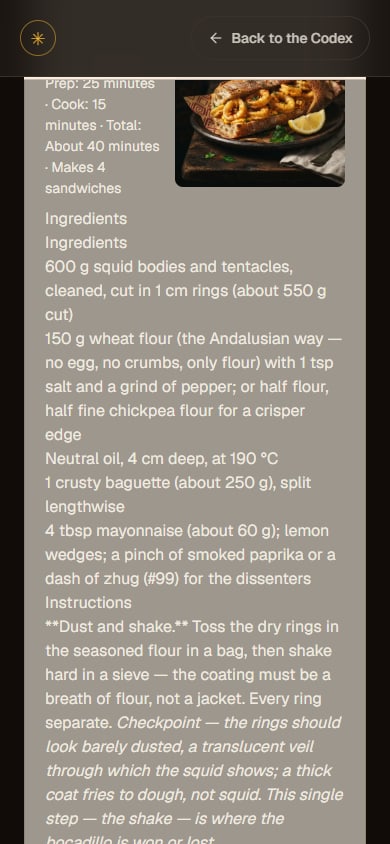 Back to the Codex
Prep: 25 minutes
· Cook: 15
minutes · Total:
About 40 minutes
· Makes 4
sandwiches
Ingredients
Ingredients
600 g squid bodies and tentacles,
cleaned, cut in 1 cm rings (about 550 g
cut)
150 g wheat flour (the Andalusian way —
no egg, no crumbs, only flour) with 1 tsp
salt and a grind of pepper; or half flour,
half fine chickpea flour for a crisper
edge
Neutral oil, 4 cm deep, at 190 °C
1 crusty baguette (about 250 g), split
lengthwise
4 tbsp mayonnaise (about 60 g); lemon
wedges; a pinch of smoked paprika or a
dash of zhug (#99) for the dissenters
Instructions
**Dust and shake.** Toss the dry rings in
the seasoned flour in a bag, then shake
hard in a sieve — the coating must be a
breath of flour, not a jacket. Every ring
separate. Checkpoint — the rings should
look barely dusted, a translucent veil
through which the squid shows; a thick
coat fries to dough, not squid. This single
step — the shake — is where the
bocadillo is won or lost.